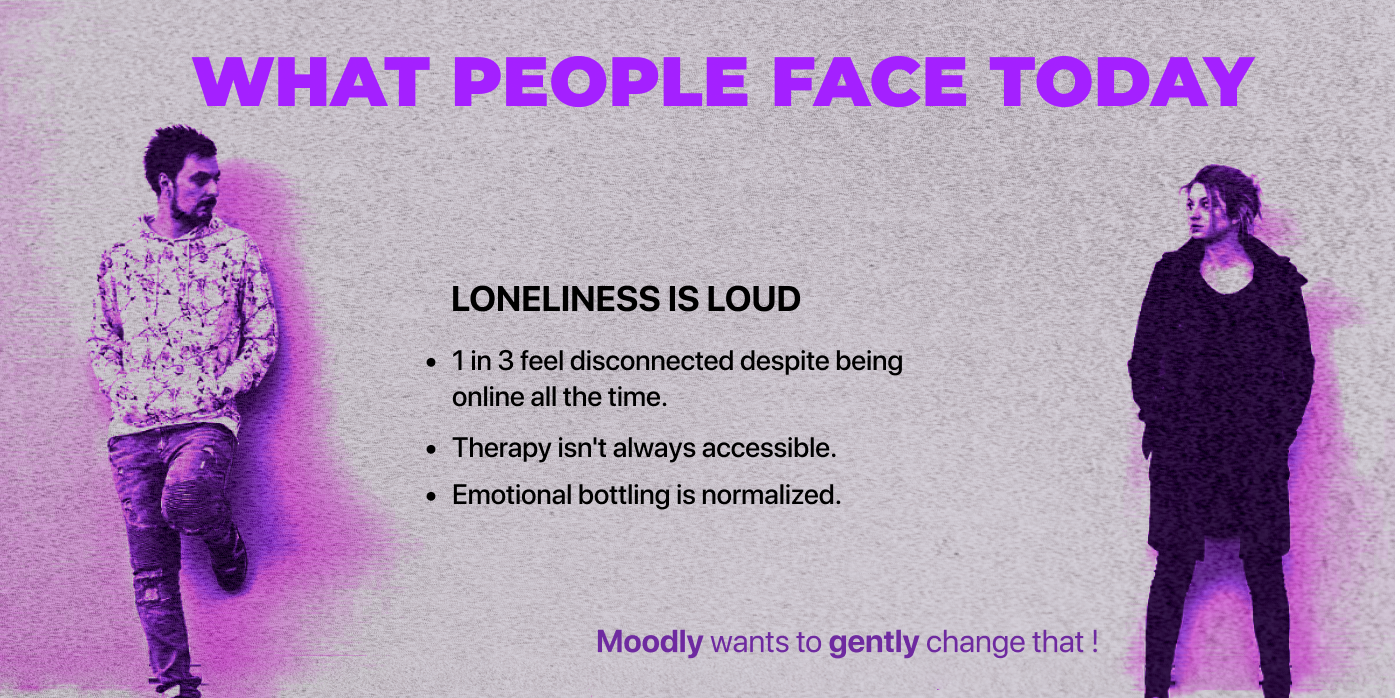 WHAT PEOPLE FACE TODAY
LONELINESS IS LOUD
• 1 in 3 feel disconnected despite being
online all the time.
• Therapy isn't always accessible.
• Emotional bottling is normalized.
Moodly wants to gently change that !